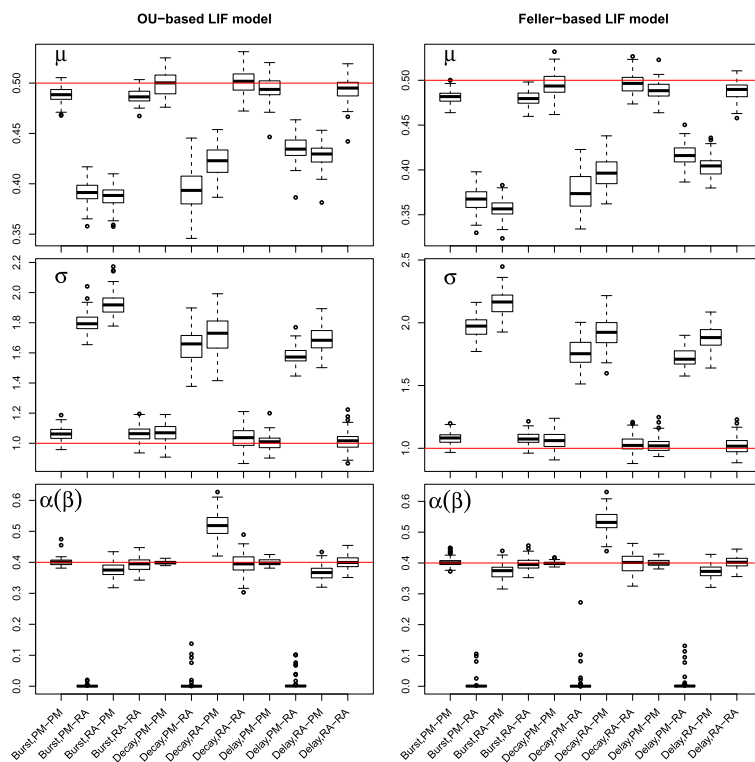 OU−based LIF model
Feller−based LIF model
μ
0.50
0.45
0.40
0.35
μ
0.50
0.45
0.40
0.35
σ
2.2
2.0
1.8
1.6
1.4
1.2
1.0
σ
2.5
2.0
1.5
1.0
α(β)
0.6
0.5
0.4
0.3
0.2
0.1
0.0
α(β)
0.6
0.5
0.4
0.3
0.2
0.1
0.0
Burst,PM−PM
Burst,PM−RA
Burst,RA−PM
Burst,RA−RA
Decay,PM−PM
Decay,PM−RA
Decay,RA−PM
Decay,RA−RA
Delay,PM−PM
Delay,PM−RA
Delay,RA−PM
Delay,RA−RA
Burst,PM−PM
Burst,PM−RA
Burst,RA−PM
Burst,RA−RA
Decay,PM−PM
Decay,PM−RA
Decay,RA−PM
Decay,RA−RA
Delay,PM−PM
Delay,PM−RA
Delay,RA−PM
Delay,RA−RA